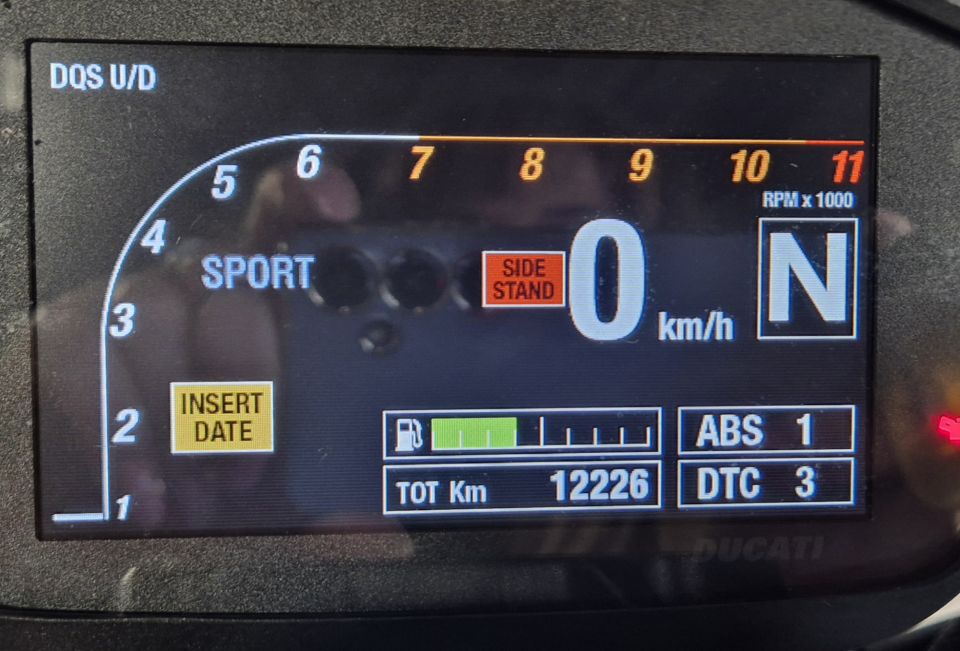 DQS U/D
1
2
3
4
5
6
7
8
9
10
11
RPM x 1000
SPORT
SIDE
STAND
0
km/h
N
INSERT
DATE
ABS 1
TOT Km 12226
DTC 3
DUCATI